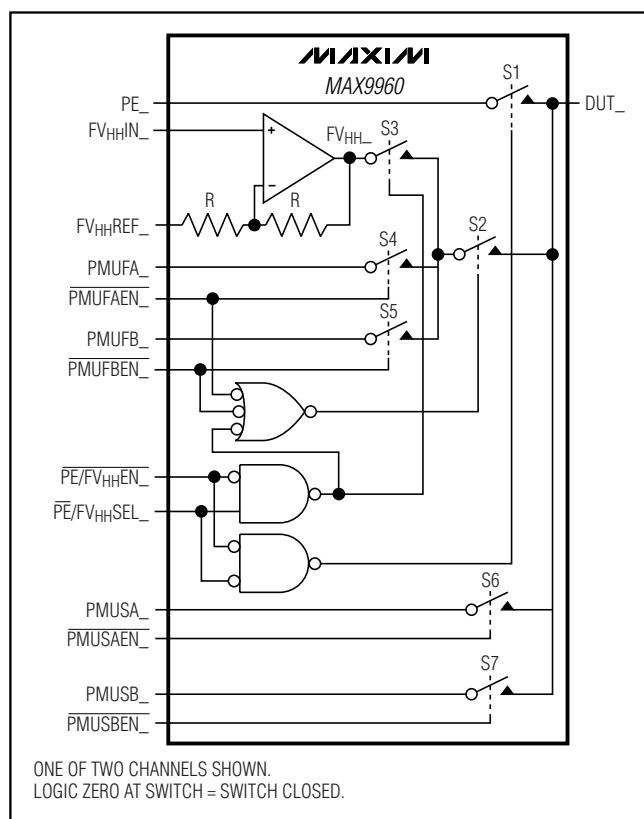 MAXIM
MAX9960
S1
PE_
DUT_
FVHHIN_
FVHH_
S3
+
−
R
R
S2
FVHHREF_
S4
PMUFA_
PMUFAEN_
S5
PMUFB_
PMUFBEN_
PE/FVHHEN_
PE/FVHHSEL_
S6
PMUSA_
PMUSAEN_
S7
PMUSB_
PMUSBEN_
ONE OF TWO CHANNELS SHOWN.
LOGIC ZERO AT SWITCH = SWITCH CLOSED.